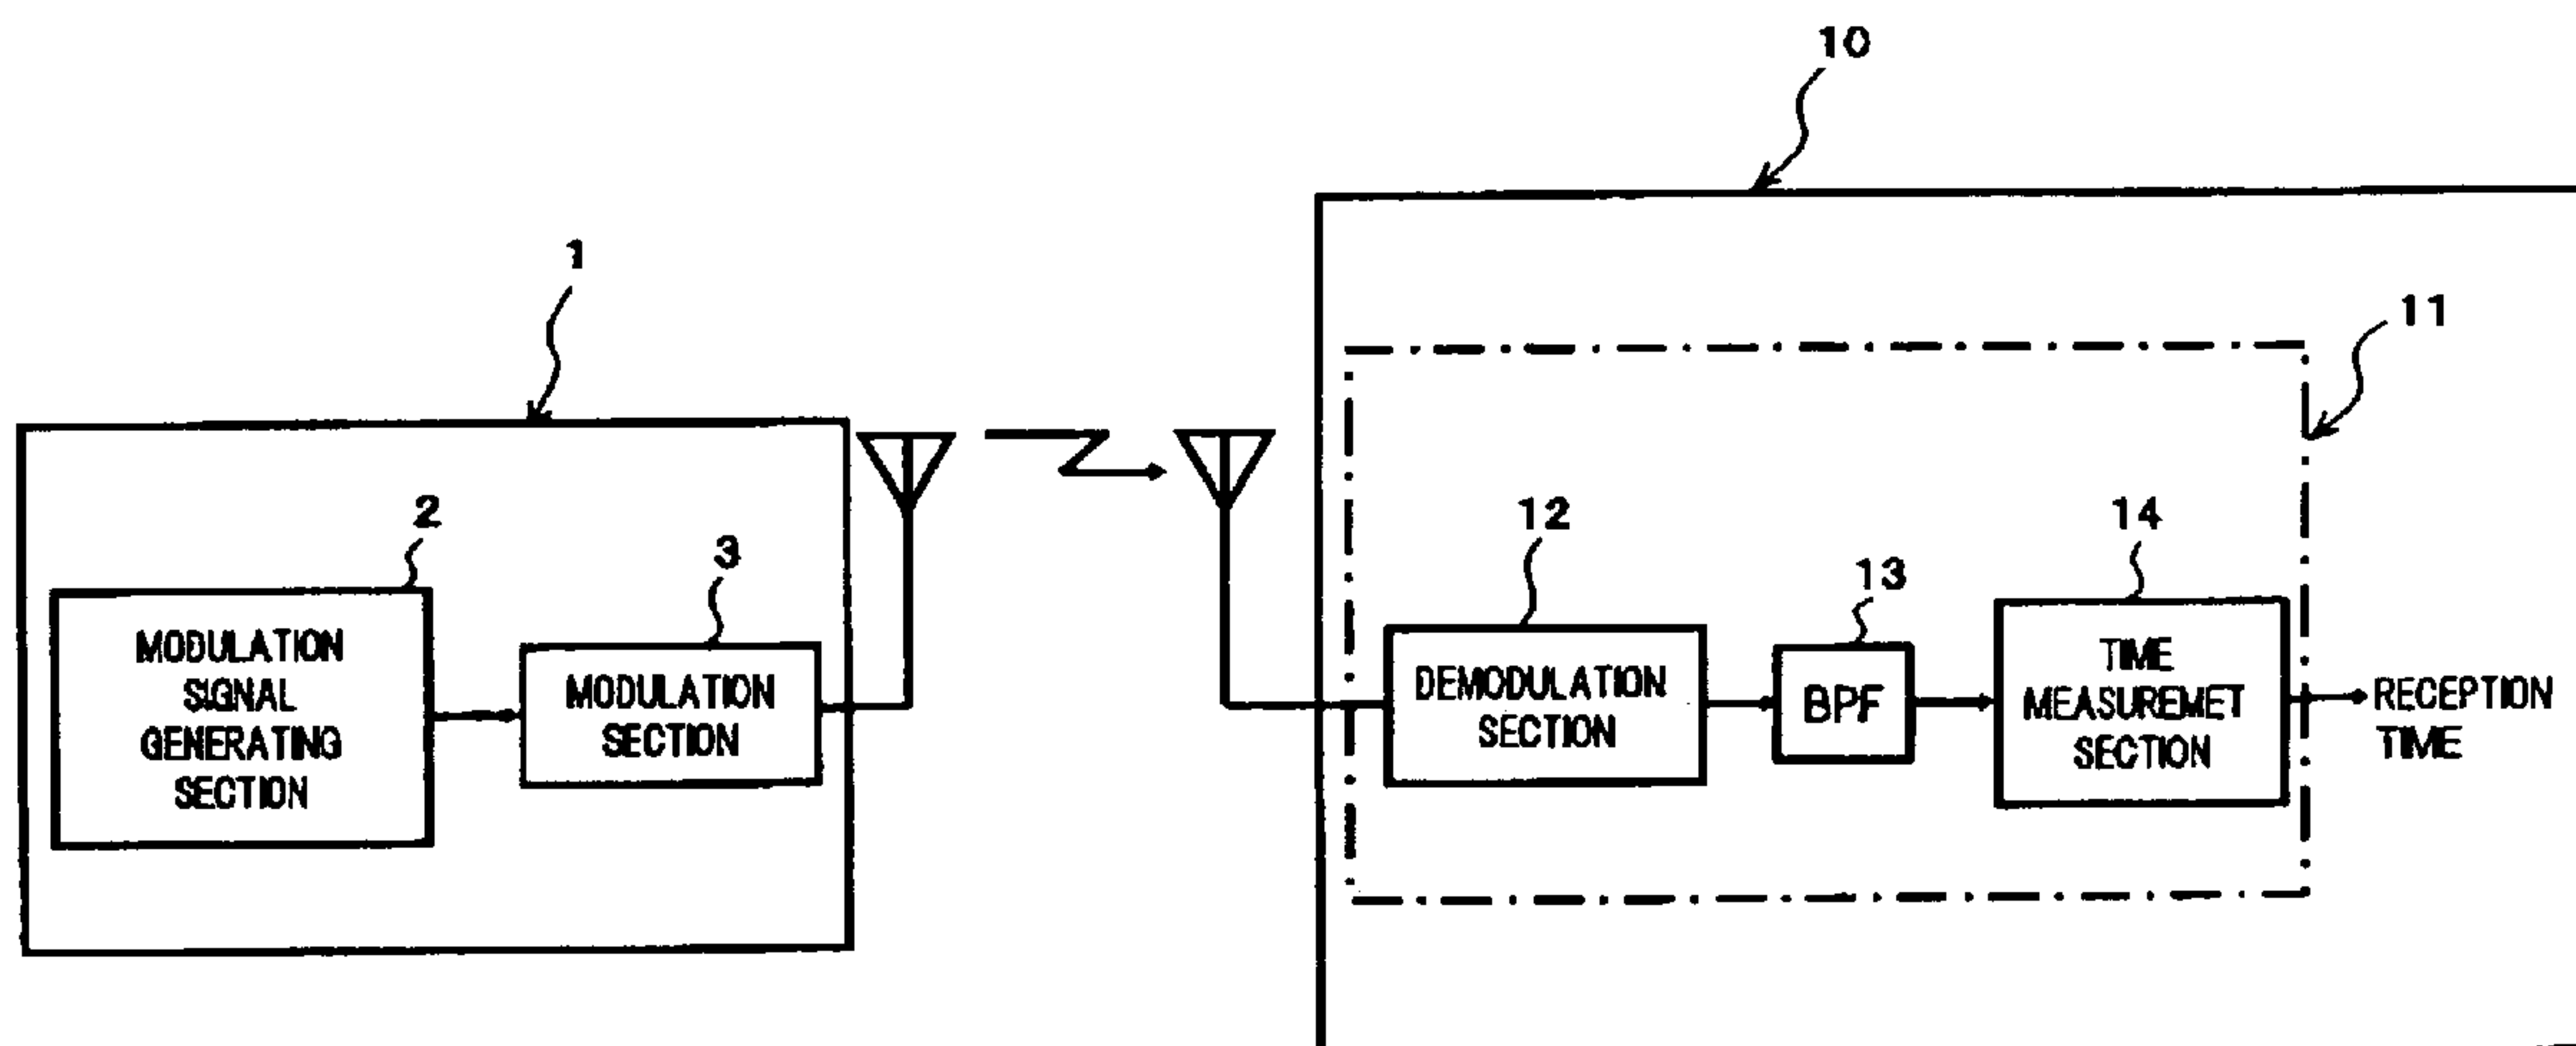 10
1
11
2
3
12
13
14
MODULATION
SIGNAL
GENERATING
SECTION
MODULATION
SECTION
DEMODULATION
SECTION
BPF
TIME
MEASUREMET
SECTION
RECEPTION
TIME